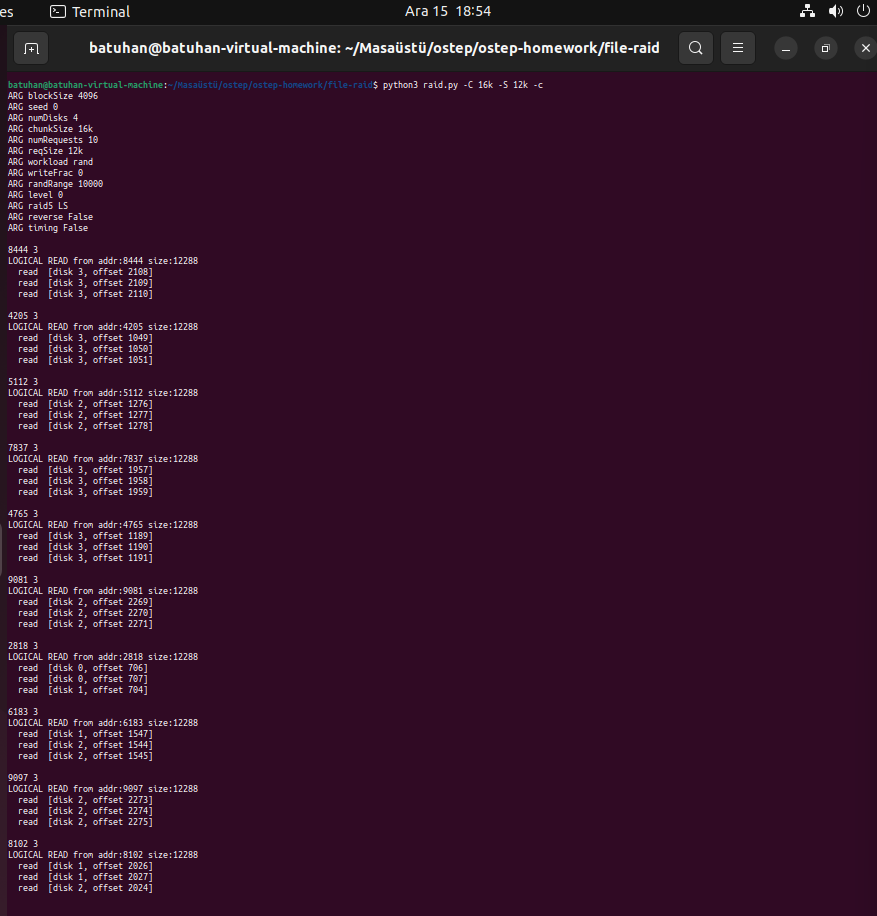 es Terminal Ara 15 18:54
batuhan@batuhan-virtual-machine: ~/Masaüstü/ostep/ostep-homework/file-raid
batuhan@batuhan-virtual-machine:~/Masaüstü/ostep/ostep-homework/file-raid$ python3 raid.py -C 16k -S 12k -c
ARG blockSize 4096
ARG seed 0
ARG numDisks 4
ARG chunkSize 16k
ARG numRequests 10
ARG reqSize 12k
ARG workload rand
ARG writeFrac 0
ARG randRange 10000
ARG level 0
ARG raid5 LS
ARG reverse False
ARG timing False

8444 3
LOGICAL READ from addr:8444 size:12288
  read  [disk 3, offset 2108]
  read  [disk 3, offset 2109]
  read  [disk 3, offset 2110]

4205 3
LOGICAL READ from addr:4205 size:12288
  read  [disk 3, offset 1049]
  read  [disk 3, offset 1050]
  read  [disk 3, offset 1051]

5112 3
LOGICAL READ from addr:5112 size:12288
  read  [disk 2, offset 1276]
  read  [disk 2, offset 1277]
  read  [disk 2, offset 1278]

7837 3
LOGICAL READ from addr:7837 size:12288
  read  [disk 3, offset 1957]
  read  [disk 3, offset 1958]
  read  [disk 3, offset 1959]

4765 3
LOGICAL READ from addr:4765 size:12288
  read  [disk 3, offset 1189]
  read  [disk 3, offset 1190]
  read  [disk 3, offset 1191]

9081 3
LOGICAL READ from addr:9081 size:12288
  read  [disk 2, offset 2269]
  read  [disk 2, offset 2270]
  read  [disk 2, offset 2271]

2818 3
LOGICAL READ from addr:2818 size:12288
  read  [disk 0, offset 706]
  read  [disk 0, offset 707]
  read  [disk 1, offset 704]

6183 3
LOGICAL READ from addr:6183 size:12288
  read  [disk 1, offset 1547]
  read  [disk 2, offset 1544]
  read  [disk 2, offset 1545]

9097 3
LOGICAL READ from addr:9097 size:12288
  read  [disk 2, offset 2273]
  read  [disk 2, offset 2274]
  read  [disk 2, offset 2275]

8102 3
LOGICAL READ from addr:8102 size:12288
  read  [disk 1, offset 2026]
  read  [disk 1, offset 2027]
  read  [disk 2, offset 2024]